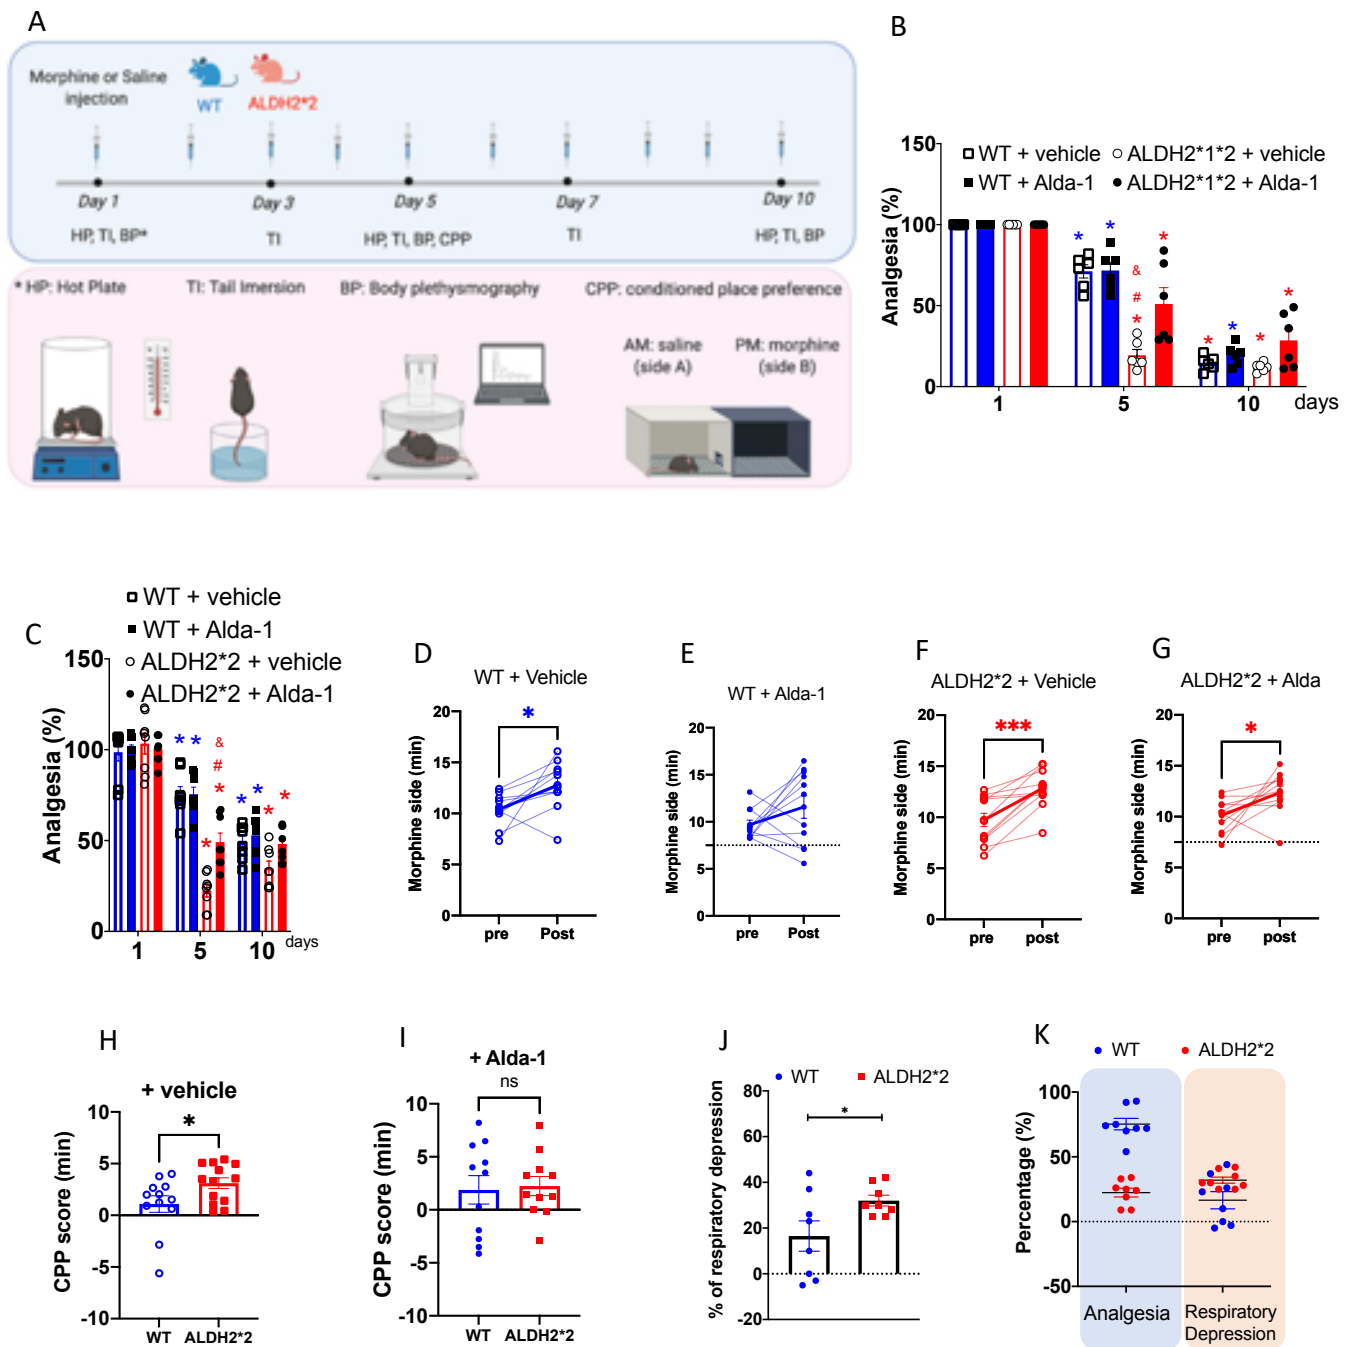 A
Morphine or Saline
injection
WT
ALDH2*2
Day 1
Day 3
Day 5
Day 7
Day 10
HP, TI, BP*
TI
HP, TI, BP, CPP
TI
HP, TI, BP
* HP: Hot Plate
TI: Tail Imersion
BP: Body plethysmography
CPP: conditioned place preference
AM: saline
(side A)
PM: morphine
(side B)
B
Analgesia (%)
150
100
50
0
WT + vehicle
ALDH2*1*2 + vehicle
WT + Alda-1
ALDH2*1*2 + Alda-1
* * * # & *
* * * *
1 5 10 days
C
WT + vehicle
WT + Alda-1
ALDH2*2 + vehicle
ALDH2*2 + Alda-1
Analgesia (%)
150
100
50
0
* * * * # &
* * * *
1 5 10 days
D
WT + Vehicle
*
Morphine side (min)
20
15
10
5
0
pre Post
E
WT + Alda-1
Morphine side (min)
20
15
10
5
0
pre Post
F
ALDH2*2 + Vehicle
***
Morphine side (min)
20
15
10
5
0
pre post
G
ALDH2*2 + Alda
*
Morphine side (min)
20
15
10
5
0
pre post
H
+ vehicle
*
CPP score (min)
10
5
0
-5
-10
WT ALDH2*2
I
+ Alda-1
ns
CPP score (min)
10
5
0
-5
-10
WT ALDH2*2
J
WT ALDH2*2
*
% of respiratory depression
80
60
40
20
0
-20
K
WT ALDH2*2
Percentage (%)
100
50
0
-50
Analgesia
Respiratory
Depression